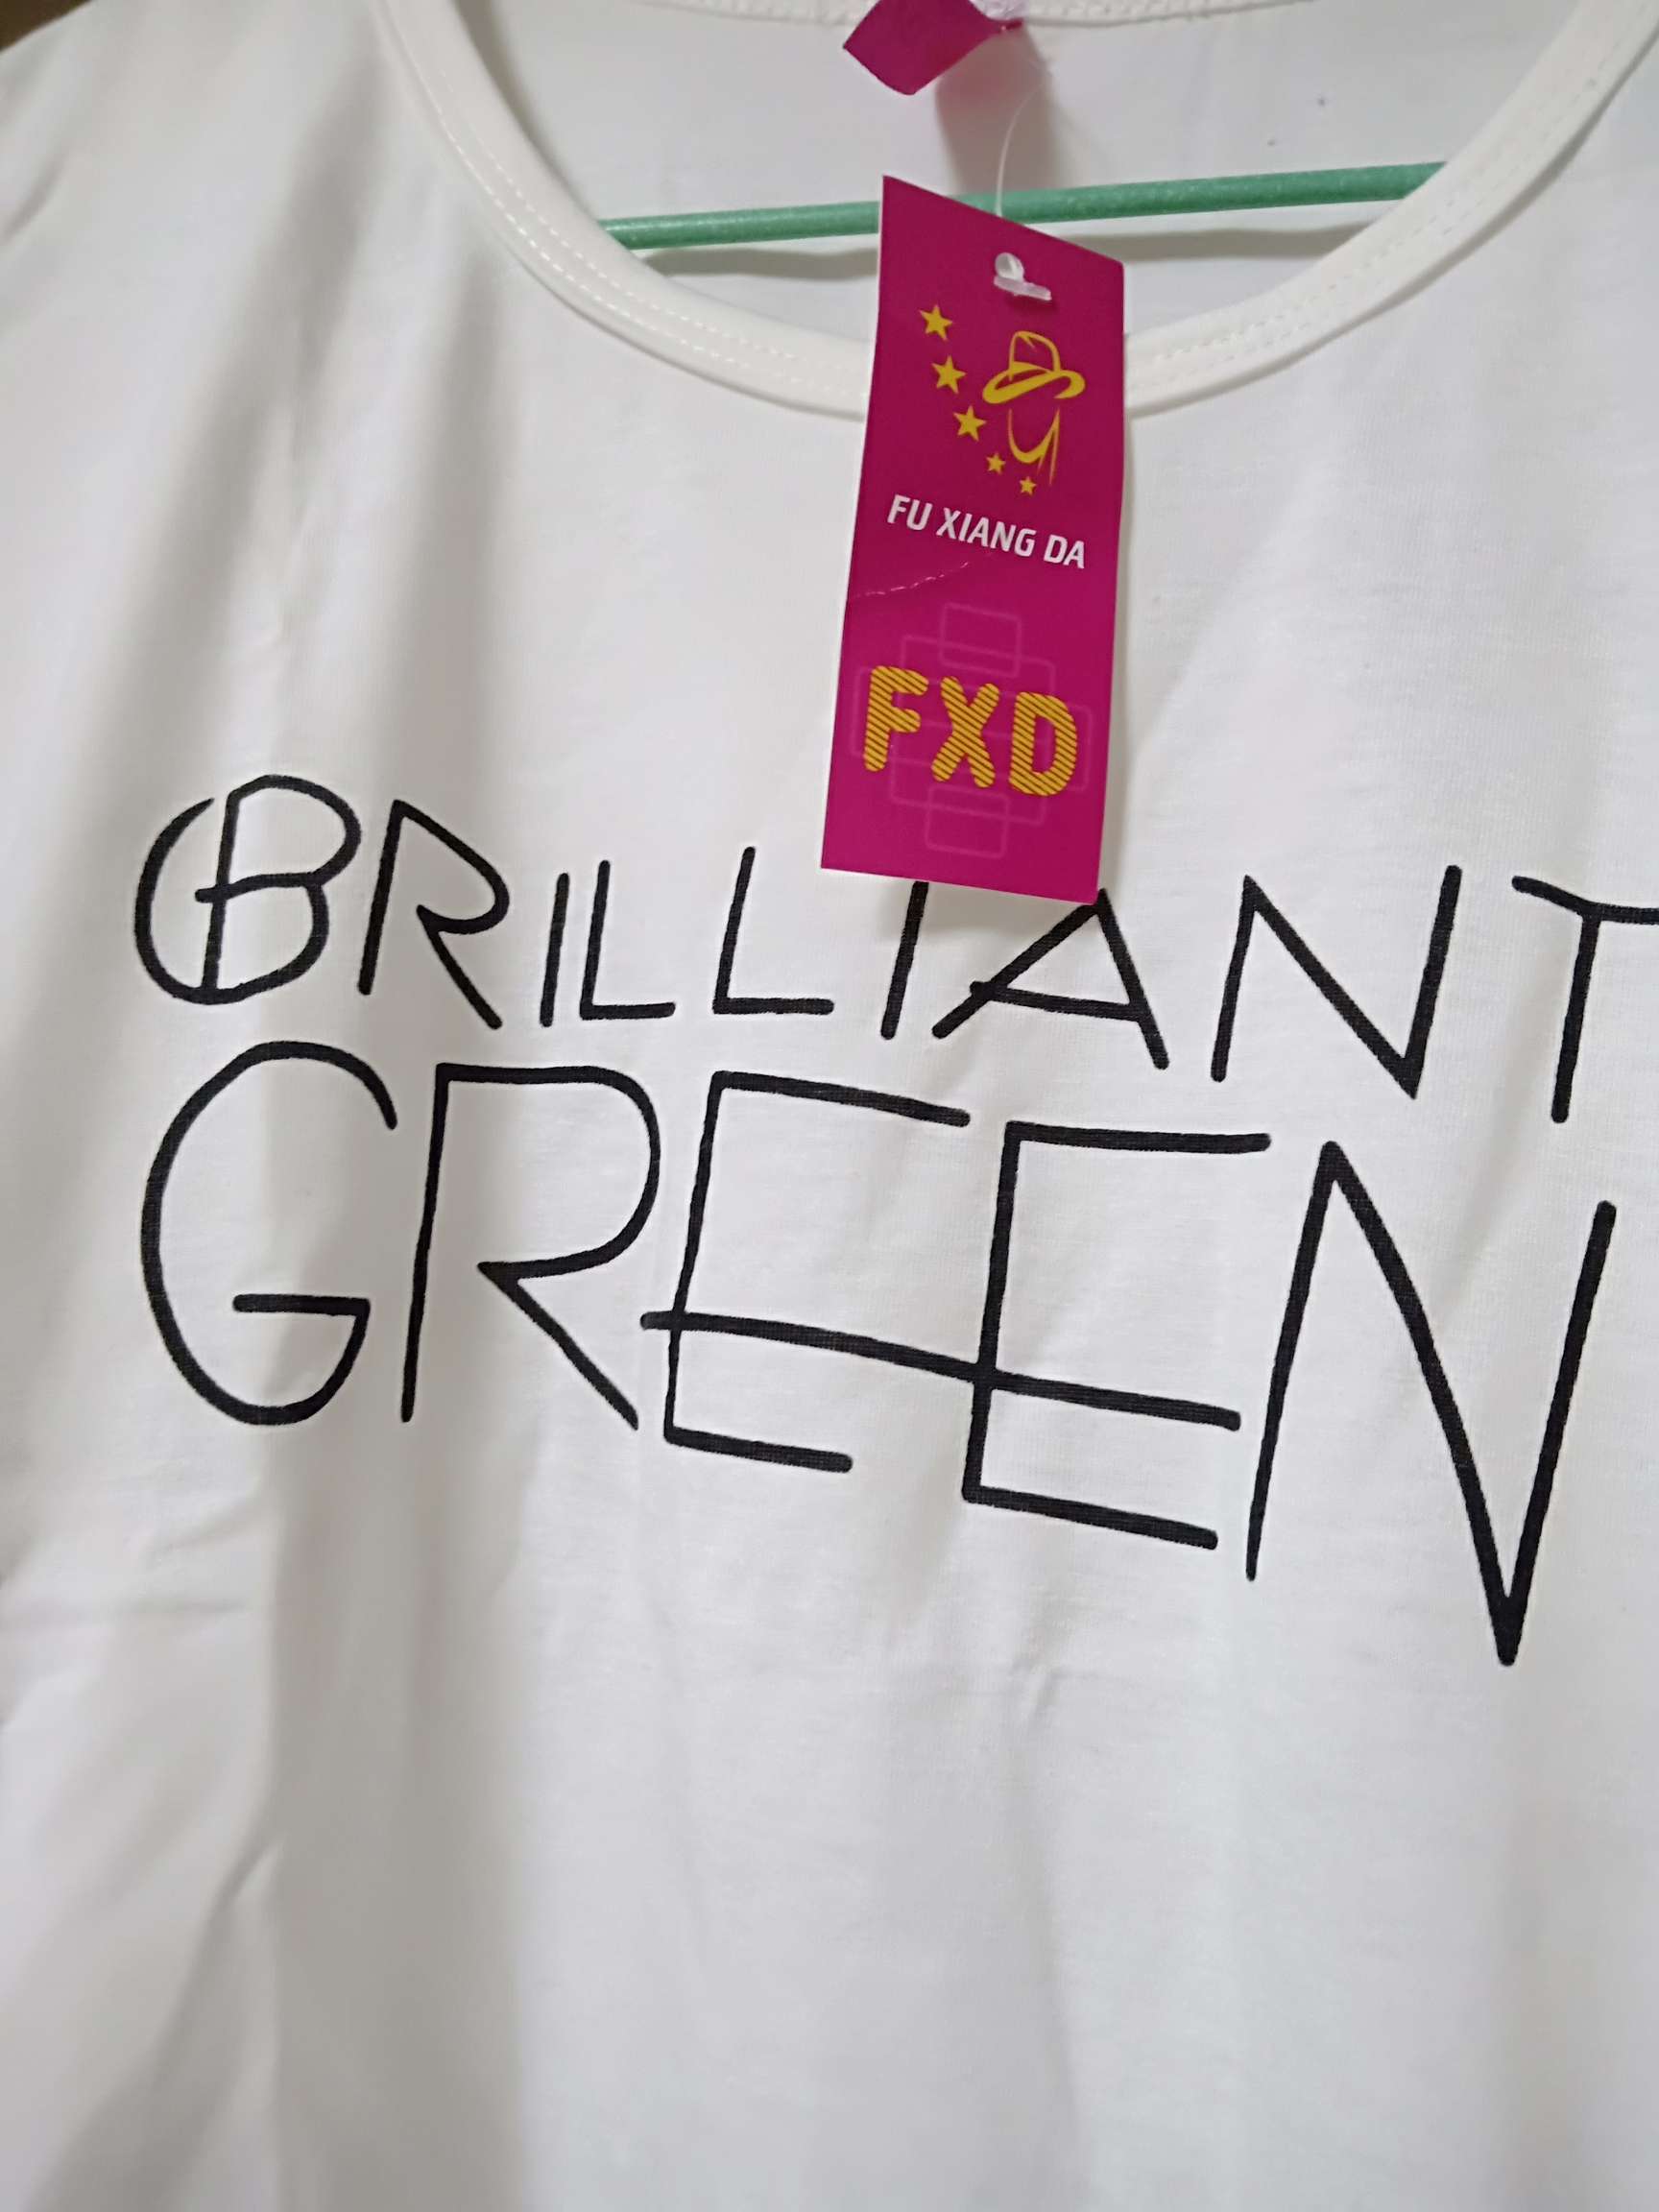 FU XIANG DA
FXD
BRILLIANT
GREEN